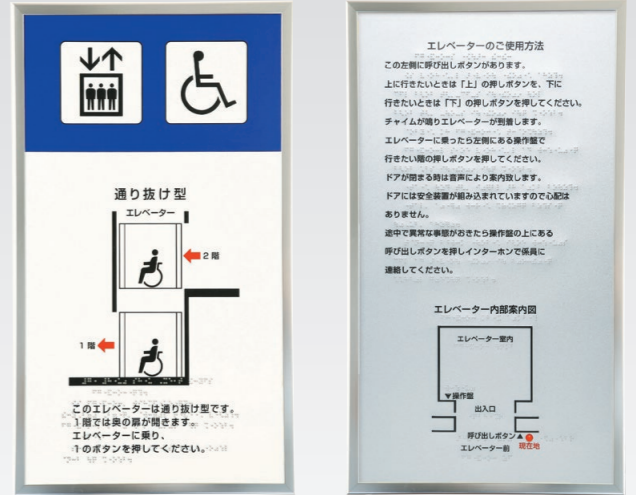 通り抜け型
エレベーター
2階
1階
このエレベーターは通り抜け型です。
1階では奥の扉が開きます。
エレベーターに乗り、
1のボタンを押してください。
エレベーターのご使用方法
この左側に呼び出しボタンがあります。
上に行きたいときは「上」の押しボタンを、下に
行きたいときは「下」の押しボタンを押してください。
チャイムが鳴りエレベーターが到着します。
エレベーターに乗ったら左側にある操作盤で
行きたい階の押しボタンを押してください。
ドアが閉まる時は音声により案内致します。
ドアには安全装置が組み込まれていますので心配は
ありません。
途中で異常な事態がおきたら操作盤の上にある
呼び出しボタンを押しインターホンで係員に
連絡してください。
エレベーター内部案内図
エレベーター室内
▼操作盤
出入口
呼び出しボタン▲
現在地
エレベーター前